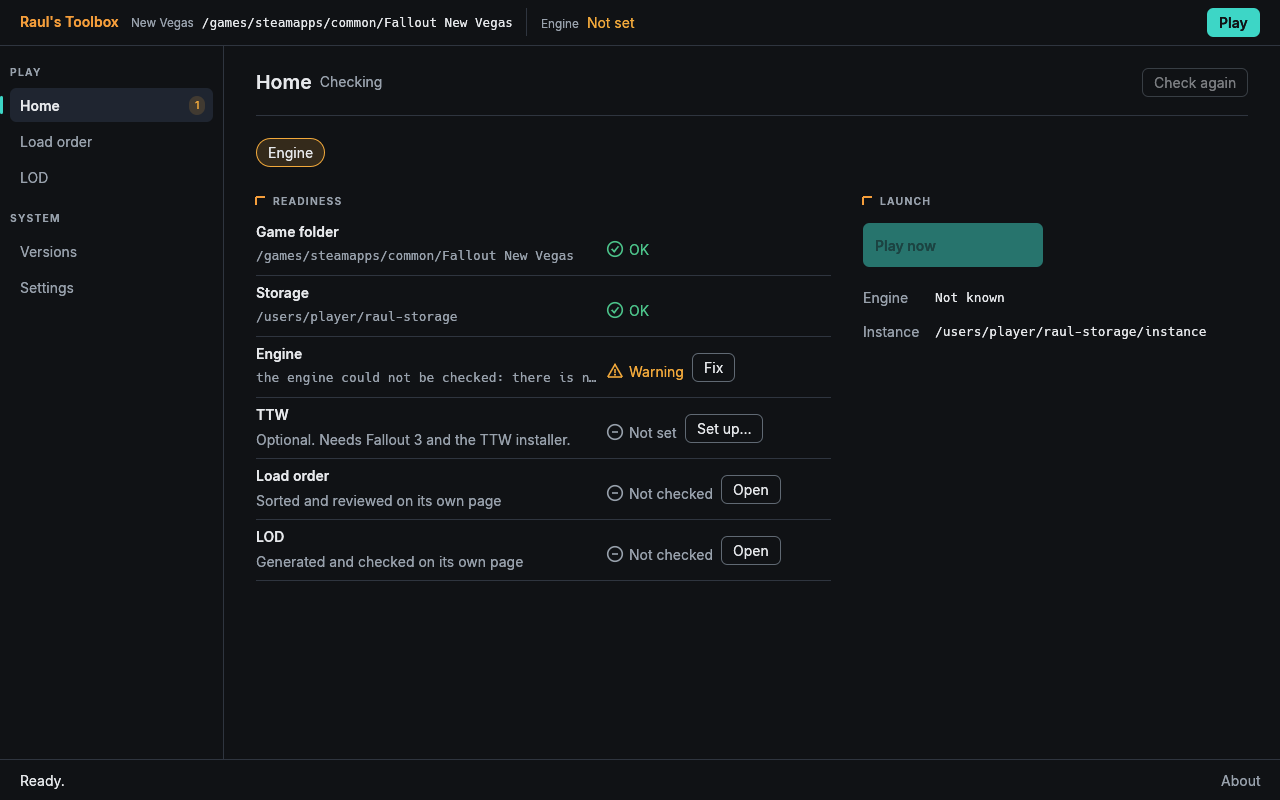 Raul's Toolbox New Vegas /games/steamapps/common/Fallout New Vegas Engine Not set Play
PLAY
Home 1
Load order
LOD
SYSTEM
Versions
Settings
Home Checking Check again
Engine
READINESS
Game folder
/games/steamapps/common/Fallout New Vegas
OK
Storage
/users/player/raul-storage
OK
Engine
the engine could not be checked: there is n…
Warning Fix
TTW
Optional. Needs Fallout 3 and the TTW installer.
Not set Set up...
Load order
Sorted and reviewed on its own page
Not checked Open
LOD
Generated and checked on its own page
Not checked Open
LAUNCH
Play now
Engine Not known
Instance /users/player/raul-storage/instance
Ready. About